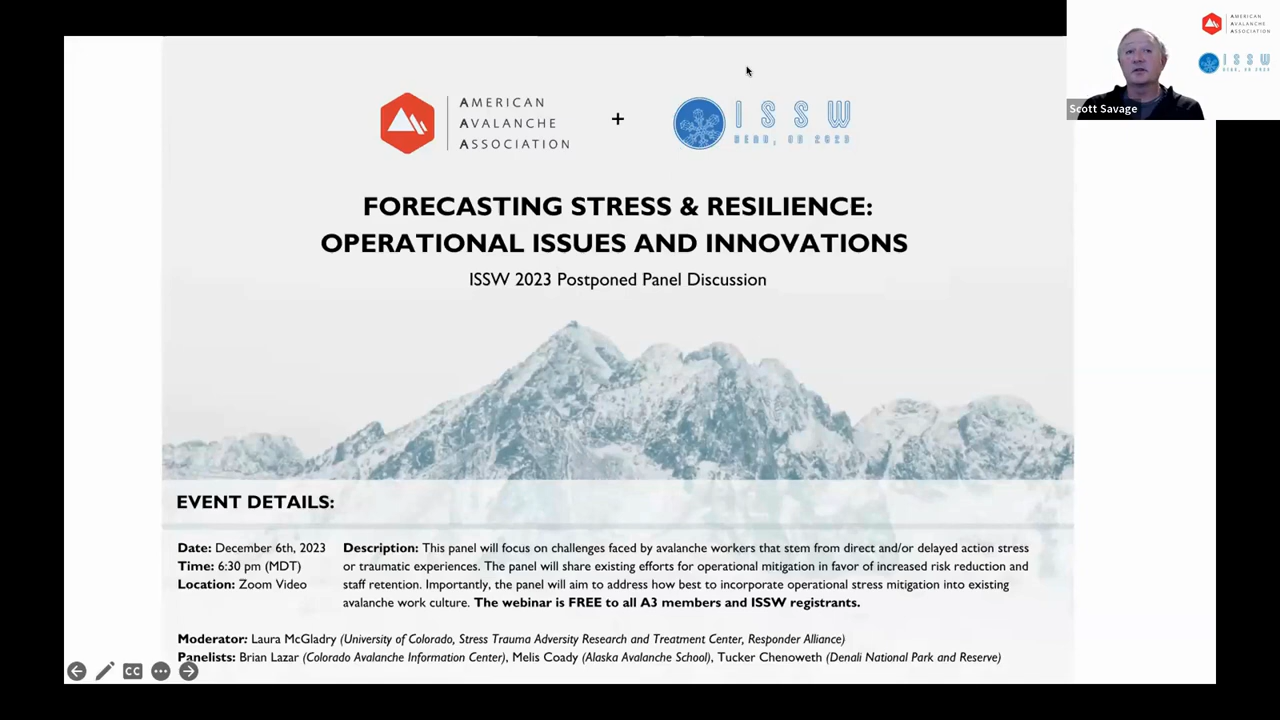 AMERICAN
AVALANCHE
ASSOCIATION
+
ISSW
BEND, OR 2023
FORECASTING STRESS & RESILIENCE:
OPERATIONAL ISSUES AND INNOVATIONS
ISSW 2023 Postponed Panel Discussion
EVENT DETAILS:
Date: December 6th, 2023
Time: 6:30 pm (MDT)
Location: Zoom Video
Description: This panel will focus on challenges faced by avalanche workers that stem from direct and/or delayed action stress
or traumatic experiences. The panel will share existing efforts for operational mitigation in favor of increased risk reduction and
staff retention. Importantly, the panel will aim to address how best to incorporate operational stress mitigation into existing
avalanche work culture. The webinar is FREE to all A3 members and ISSW registrants.
Moderator: Laura McGladry (University of Colorado, Stress Trauma Adversity Research and Treatment Center, Responder Alliance)
Panelists: Brian Lazar (Colorado Avalanche Information Center), Melis Coady (Alaska Avalanche School), Tucker Chenoweth (Denali National Park and Reserve)
CC
AMERICAN
AVALANCHE
ASSOCIATION
ISSW
BEND, OR 2023
Scott Savage